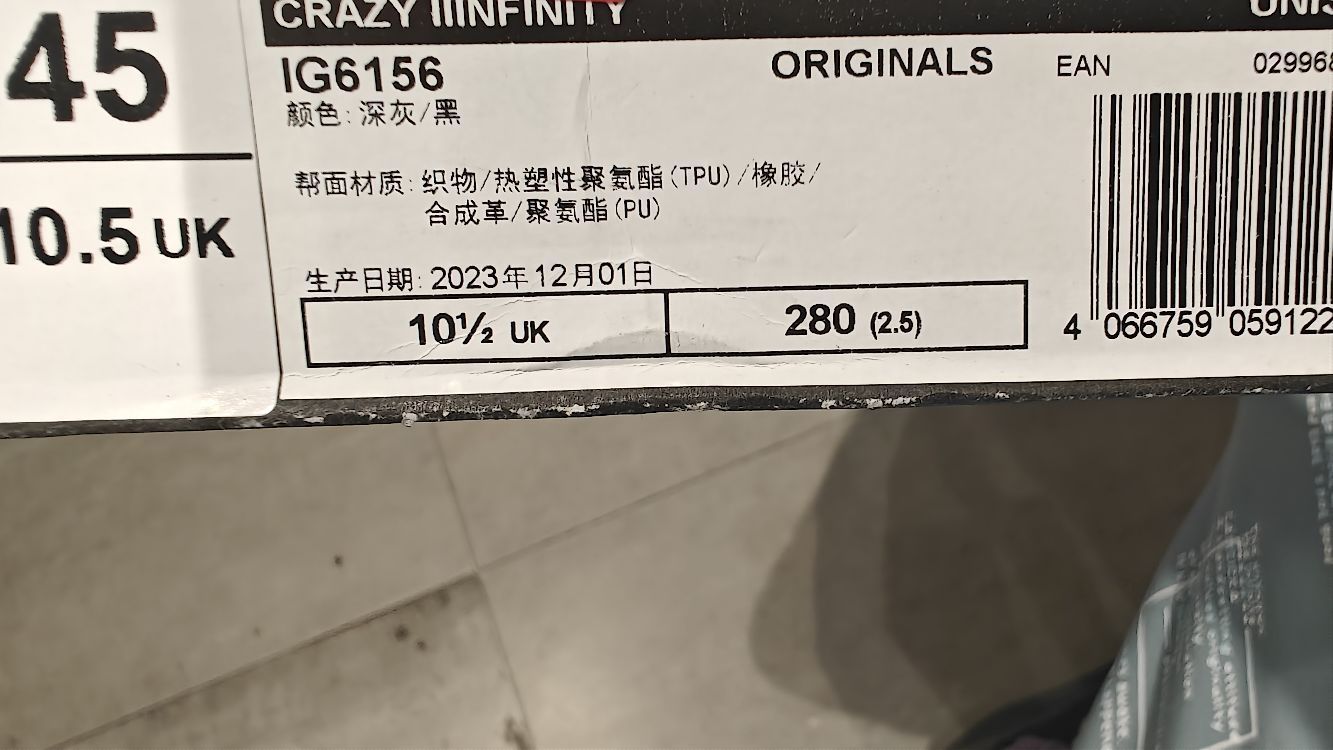 45
10.5 UK
CRAZY IIINFINITY
IG6156
ORIGINALS
EAN
颜色: 深灰/黑
帮面材质: 织物/热塑性聚氨酯(TPU)/橡胶/
合成革/聚氨酯(PU)
生产日期: 2023年12月01日
10½ UK
280 (2.5)
4 066759 059122